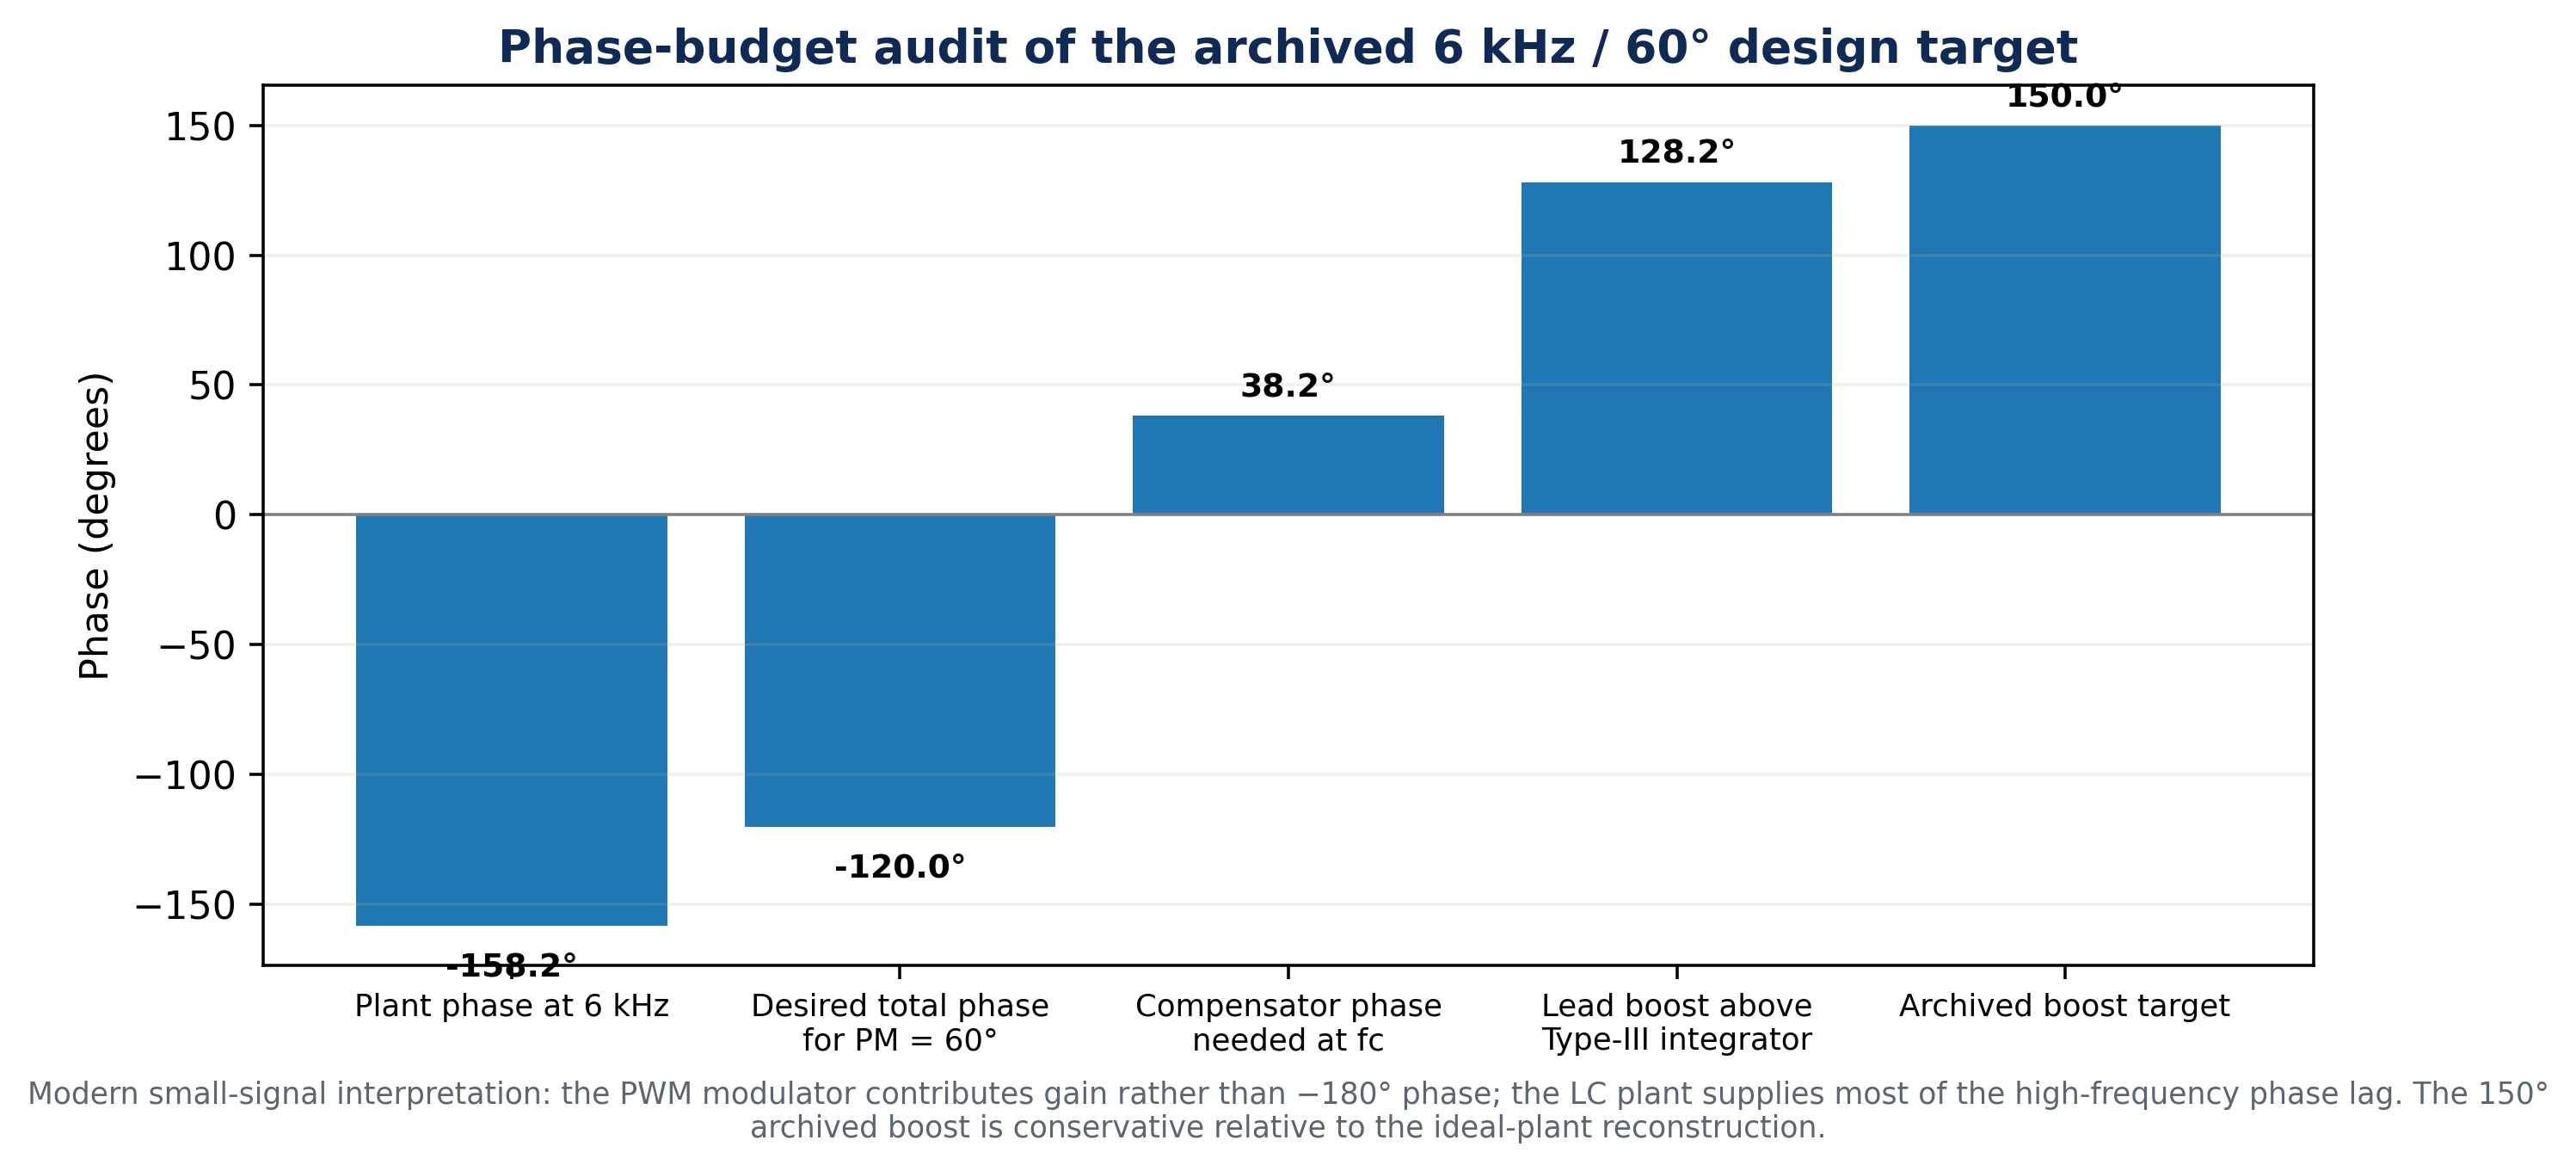 Phase-budget audit of the archived 6 kHz / 60° design target
Phase (degrees)
150
100
50
0
−50
−100
−150
-158.2°
-120.0°
38.2°
128.2°
150.0°
Plant phase at 6 kHz
Desired total phase
for PM = 60°
Compensator phase
needed at fc
Lead boost above
Type-III integrator
Archived boost target
Modern small-signal interpretation: the PWM modulator contributes gain rather than −180° phase; the LC plant supplies most of the high-frequency phase lag. The 150°
archived boost is conservative relative to the ideal-plant reconstruction.